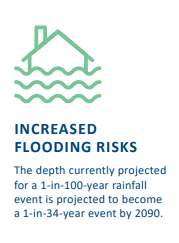 INCREASED
FLOODING RISKS
The depth currently projected
for a 1-in-100-year rainfall
event is projected to become
a 1-in-34-year event by 2090.